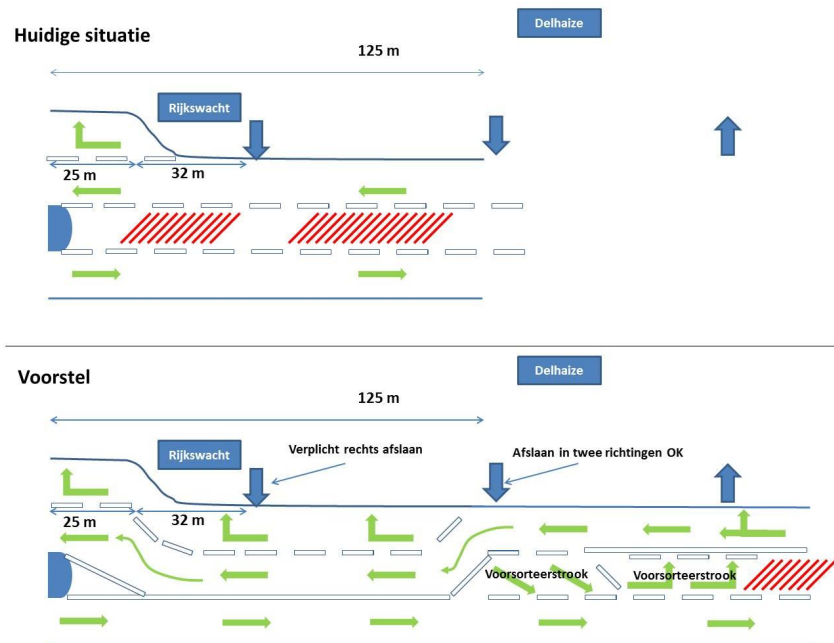 Huidige situatie
Delhaize
125 m
Rijkswacht
25 m
32 m
Voorstel
Delhaize
125 m
Rijkswacht
Verplicht rechts afslaan
Afslaan in twee richtingen OK
25 m
32 m
Voorsorteerstrook
Voorsorteerstrook